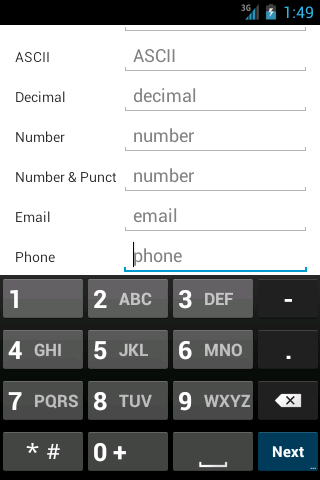 3G 1:49
ASCII ASCII
Decimal decimal
Number number
Number & Punct number
Email email
Phone phone
1 2 ABC 3 DEF -
4 GHI 5 JKL 6 MNO .
7 PQRS 8 TUV 9 WXYZ
* # 0 + Next ...